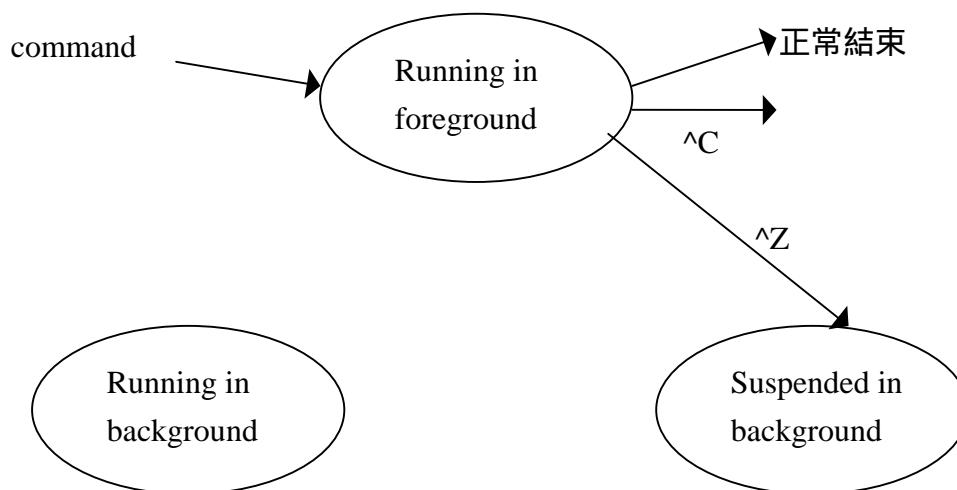 command
Running in
foreground
正常結束
^C
^Z
Running in
background
Suspended in
background